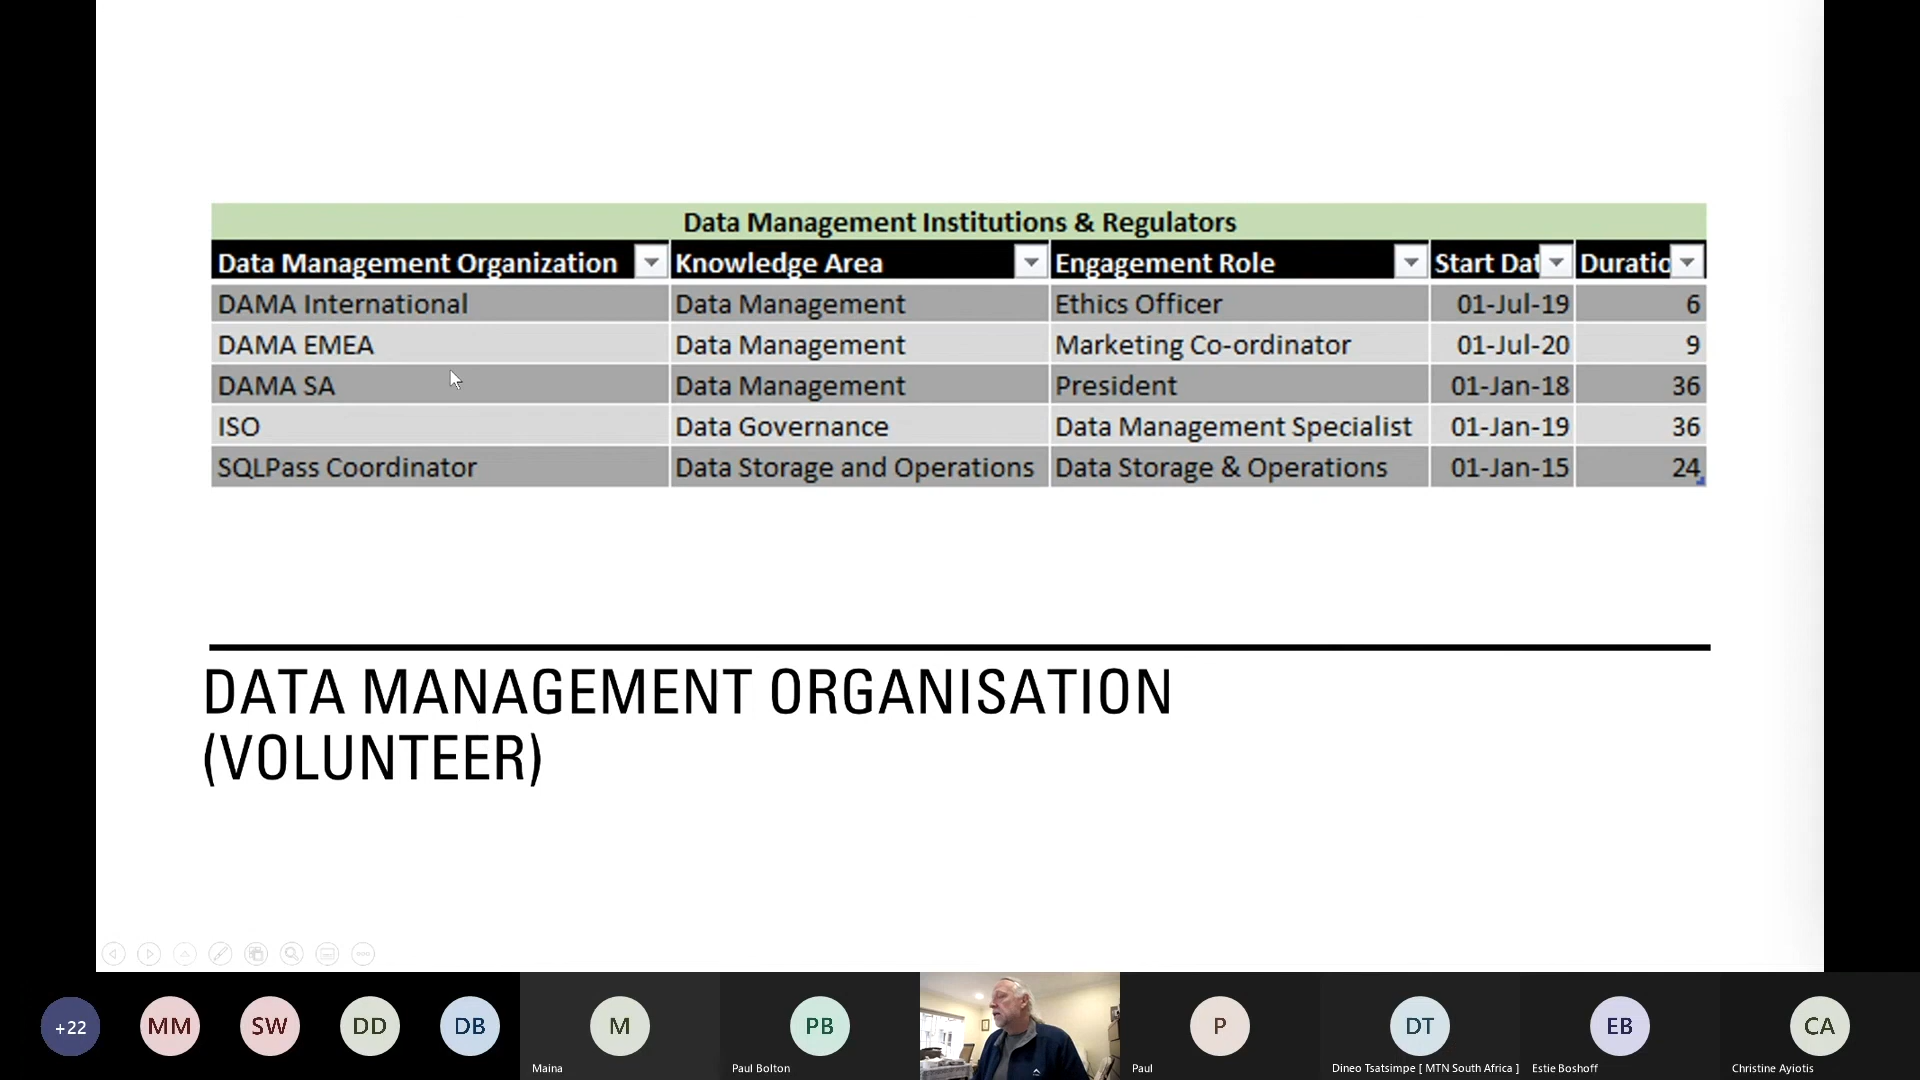 Data Management Institutions & Regulators
Data Management Organization Knowledge Area Engagement Role Start Dat Duratio
DAMA International Data Management Ethics Officer 01-Jul-19 6
DAMA EMEA Data Management Marketing Co-ordinator 01-Jul-20 9
DAMA SA Data Management President 01-Jan-18 36
ISO Data Governance Data Management Specialist 01-Jan-19 36
SQLPass Coordinator Data Storage and Operations Data Storage & Operations 01-Jan-15 24
DATA MANAGEMENT ORGANISATION
(VOLUNTEER)
+22 MM SW DD DB M PB P DT EB CA
Maina Paul Bolton Paul Dineo Tsatsimpe [ MTN South Africa ] Estie Boshoff Christine Ayiotis